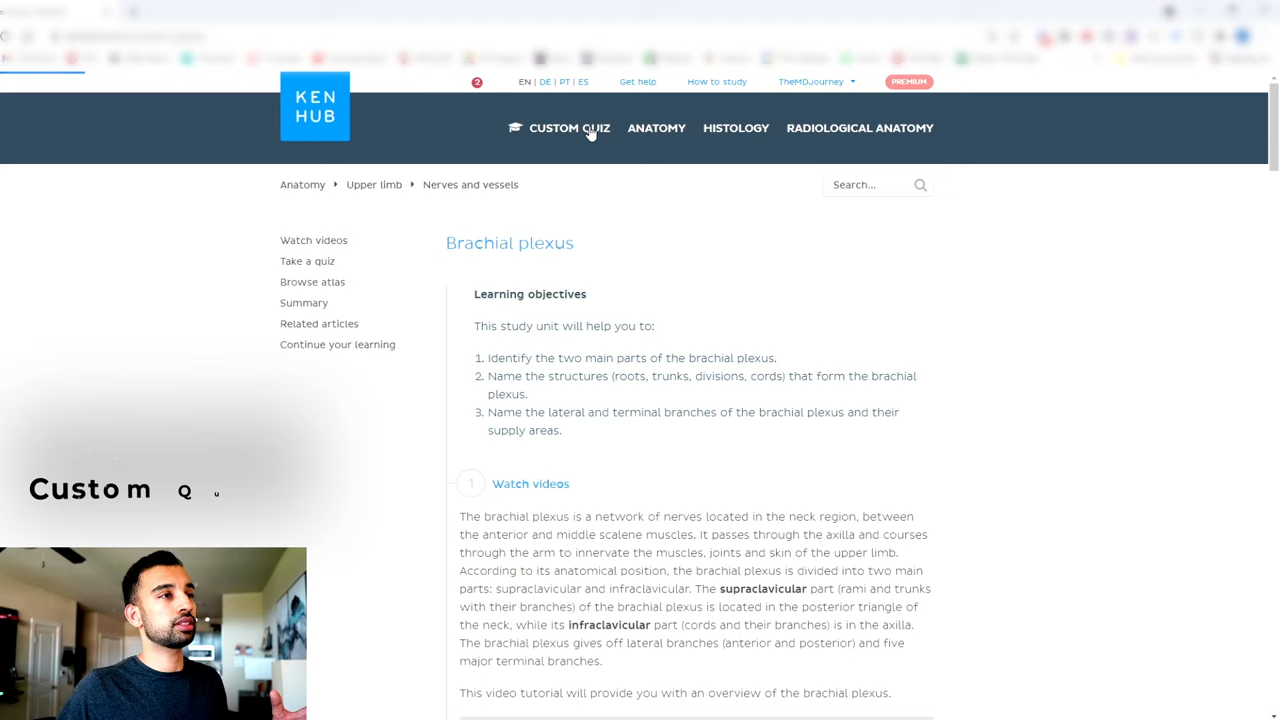 2
EN | DE | PT | ES
Get help
How to study
TheMDJourney
PREMIUM
KEN
HUB
CUSTOM QUIZ
ANATOMY
HISTOLOGY
RADIOLOGICAL ANATOMY
Anatomy
Upper limb
Nerves and vessels
Search...
Watch videos
Take a quiz
Browse atlas
Summary
Related articles
Continue your learning
Brachial plexus
Learning objectives
This study unit will help you to:
1. Identify the two main parts of the brachial plexus.
2. Name the structures (roots, trunks, divisions, cords) that form the brachial
plexus.
3. Name the lateral and terminal branches of the brachial plexus and their
supply areas.
1 Watch videos
The brachial plexus is a network of nerves located in the neck region, between
the anterior and middle scalene muscles. It passes through the axilla and courses
through the arm to innervate the muscles, joints and skin of the upper limb.
According to its anatomical position, the brachial plexus is divided into two main
parts: supraclavicular and infraclavicular. The supraclavicular part (rami and trunks
with their branches) of the brachial plexus is located in the posterior triangle of
the neck, while its infraclavicular part (cords and their branches) is in the axilla.
The brachial plexus gives off lateral branches (anterior and posterior) and five
major terminal branches.
This video tutorial will provide you with an overview of the brachial plexus.
Custom Qu